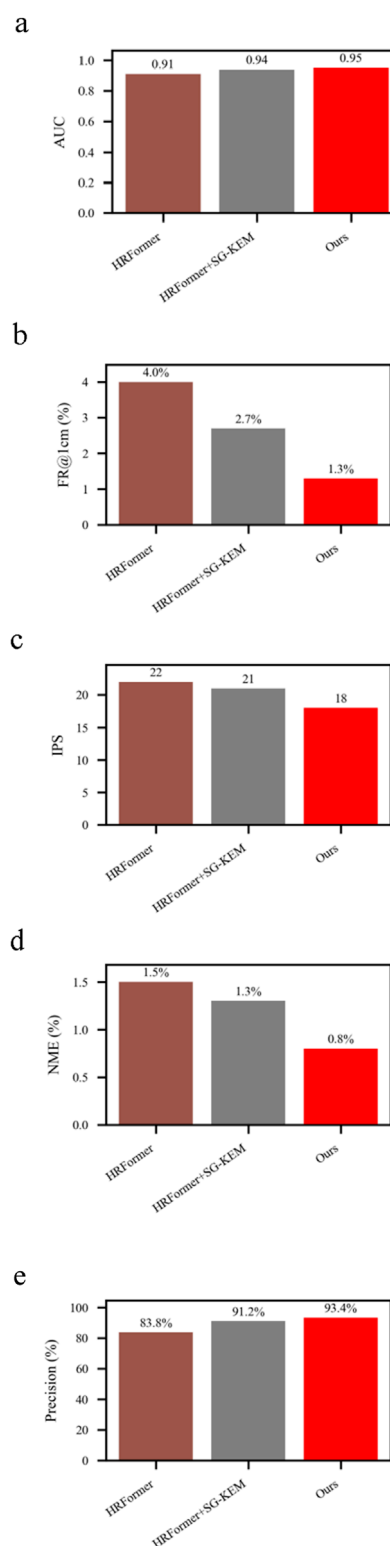 a
0.91
0.94
0.95
1.0
0.8
0.6
0.4
0.2
0.0
AUC
HRFormer
HRFormer+SG-KEM
Ours
b
4.0%
2.7%
1.3%
4
3
2
1
0
FR@1cm (%)
HRFormer
HRFormer+SG-KEM
Ours
c
22
21
18
20
15
10
5
0
IPS
HRFormer
HRFormer+SG-KEM
Ours
d
1.5%
1.3%
0.8%
1.5
1.0
0.5
0.0
NME (%)
HRFormer
HRFormer+SG-KEM
Ours
e
83.8%
91.2%
93.4%
100
80
60
40
20
0
Precision (%)
HRFormer
HRFormer+SG-KEM
Ours